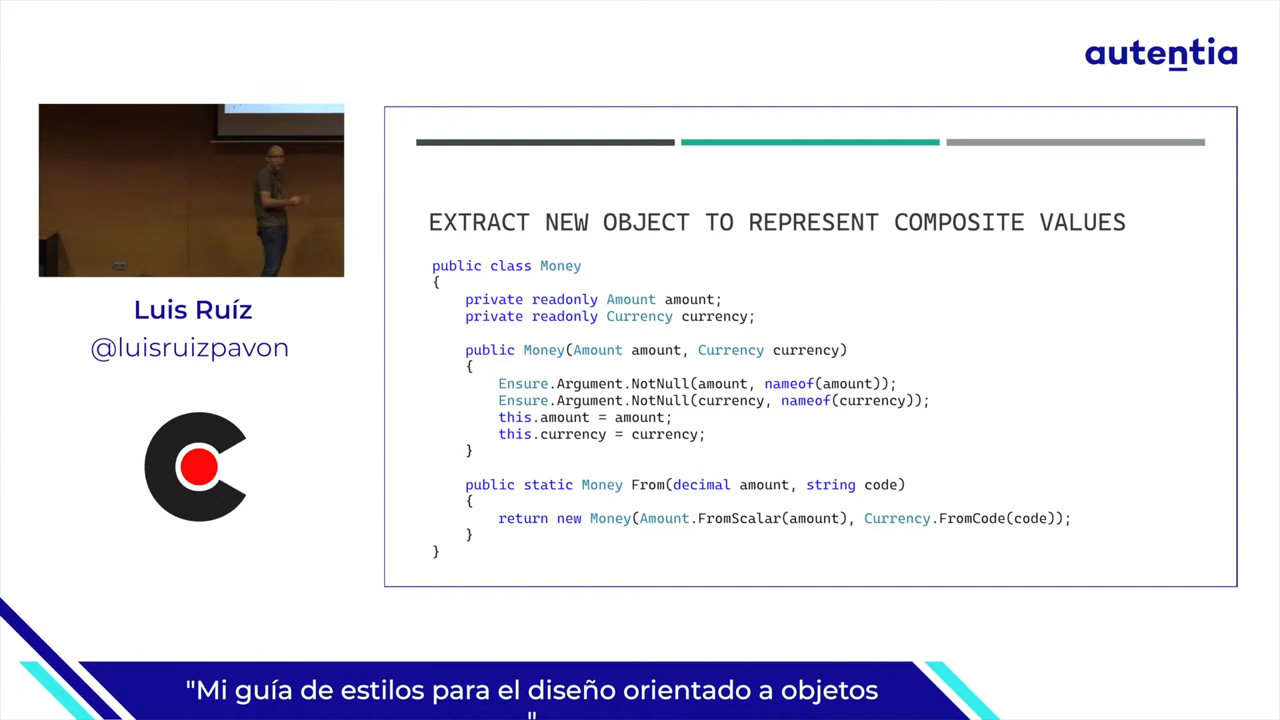 autentia
Luis Ruíz
@luisruizpavon
EXTRACT NEW OBJECT TO REPRESENT COMPOSITE VALUES
public class Money
{
    private readonly Amount amount;
    private readonly Currency currency;

    public Money(Amount amount, Currency currency)
    {
        Ensure.Argument.NotNull(amount, nameof(amount));
        Ensure.Argument.NotNull(currency, nameof(currency));
        this.amount = amount;
        this.currency = currency;
    }

    public static Money From(decimal amount, string code)
    {
        return new Money(Amount.FromScalar(amount), Currency.FromCode(code));
    }
}
"Mi guía de estilos para el diseño orientado a objetos
"